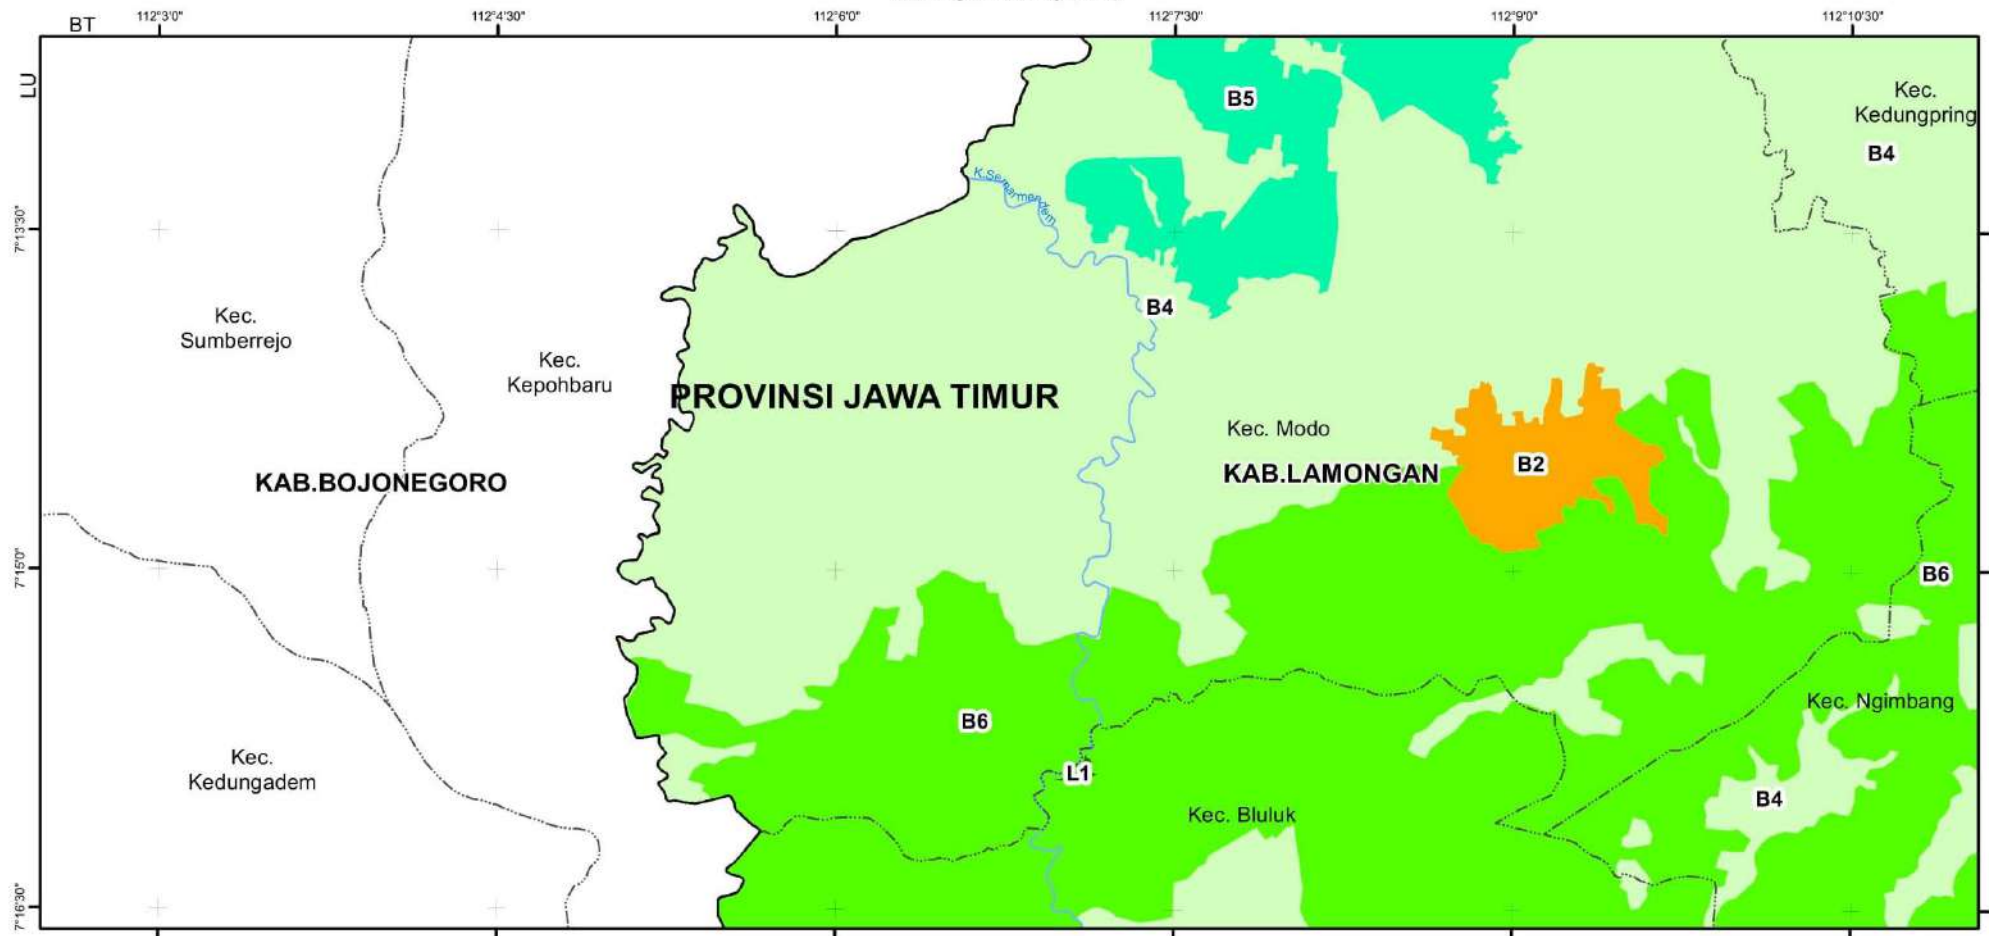 112°3'0"
112°4'30"
112°6'0"
112°7'30"
112°9'0"
112°10'30"
BT
LU
7°13'30"
7°15'0"
7°16'30"
B5
Kec.
Kedungpring
B4
K.Semarmendem
B4
Kec.
Sumberrejo
Kec.
Kepohbaru
PROVINSI JAWA TIMUR
Kec. Modo
KAB.LAMONGAN
B2
KAB.BOJONEGORO
B6
Kec. Ngimbang
B6
Kec.
Kedungadem
L1
B4
Kec. Bluluk